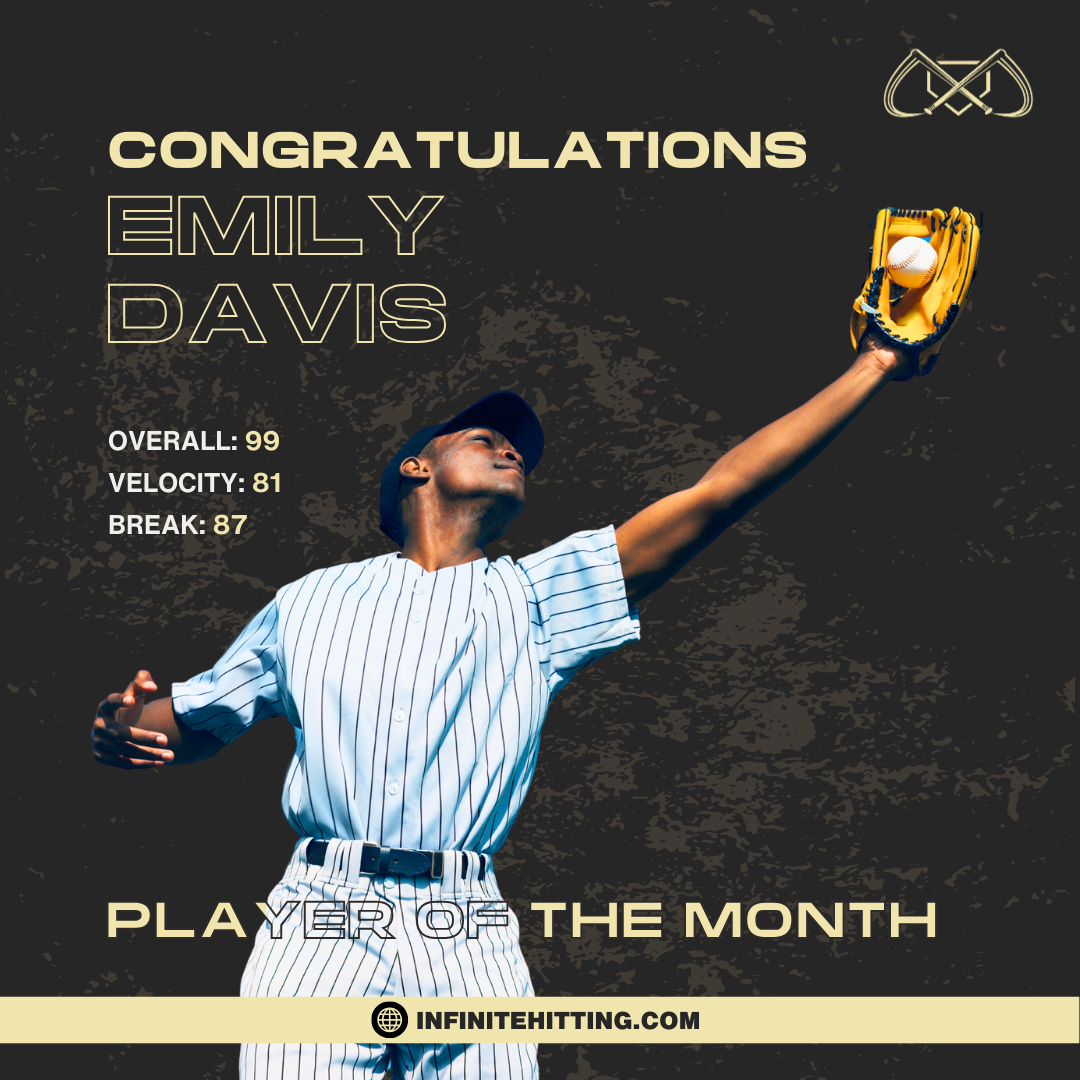 CONGRATULATIONS
EMILY
DAVIS
OVERALL: 99
VELOCITY: 81
BREAK: 87
PLAYER OF THE MONTH
INFINITEHITTING.COM